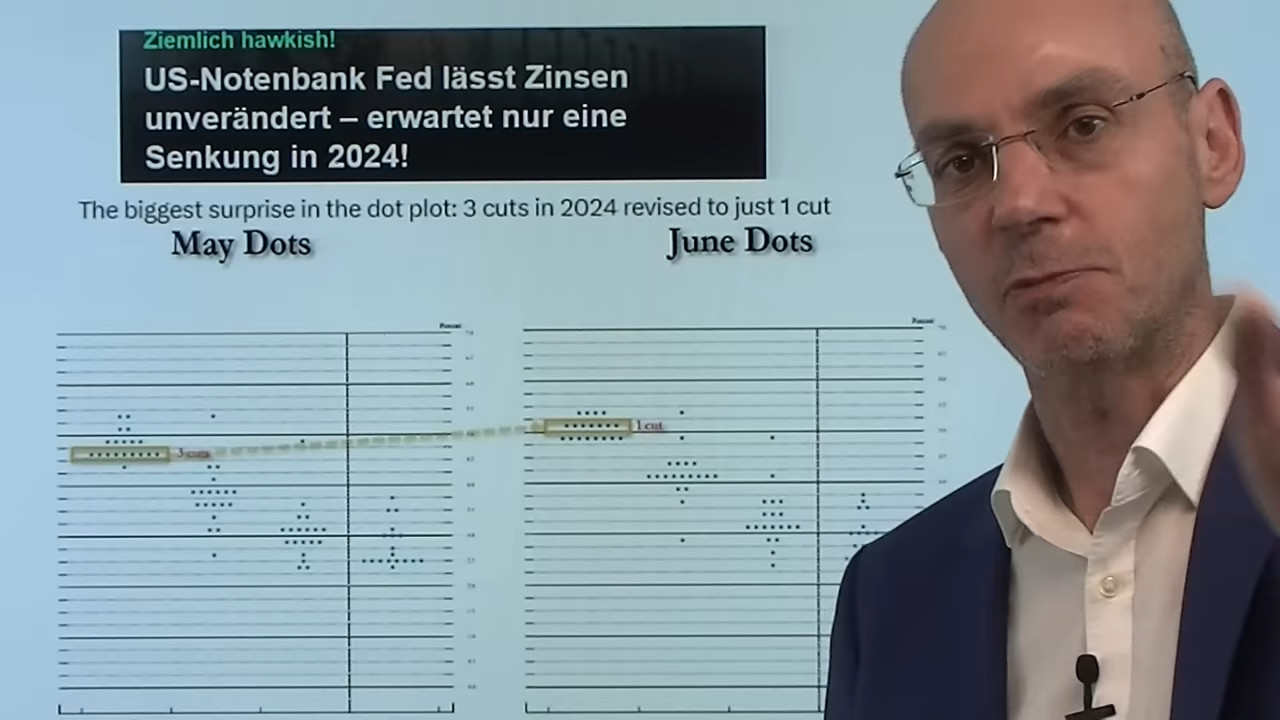 Ziemlich hawkish!
US-Notenbank Fed lässt Zinsen
unverändert – erwartet nur eine
Senkung in 2024!
The biggest surprise in the dot plot: 3 cuts in 2024 revised to just 1 cut
May Dots
June Dots
Percent
Percent
3 cuts
1 cut